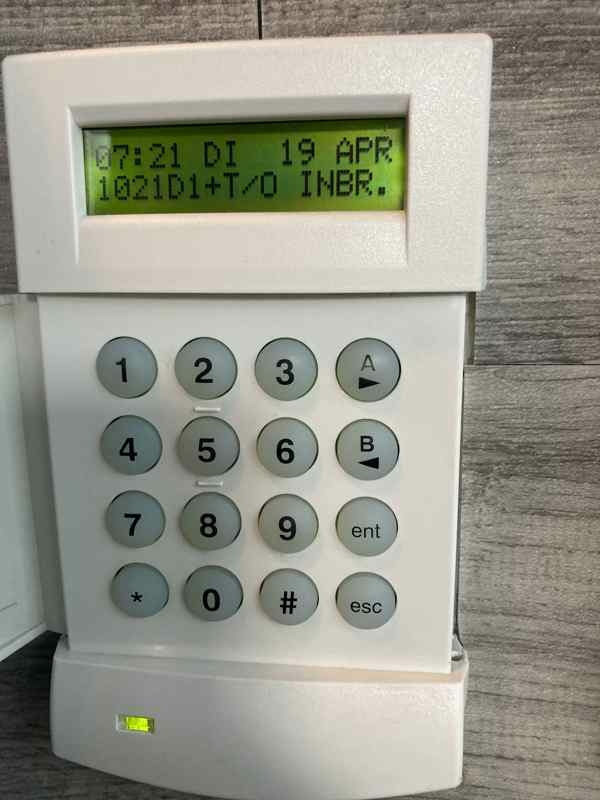 07:21 DI 19 APR
1021D1+T/O INBR.
1 2 3 A
4 5 6 B
7 8 9 ent
* 0 # esc